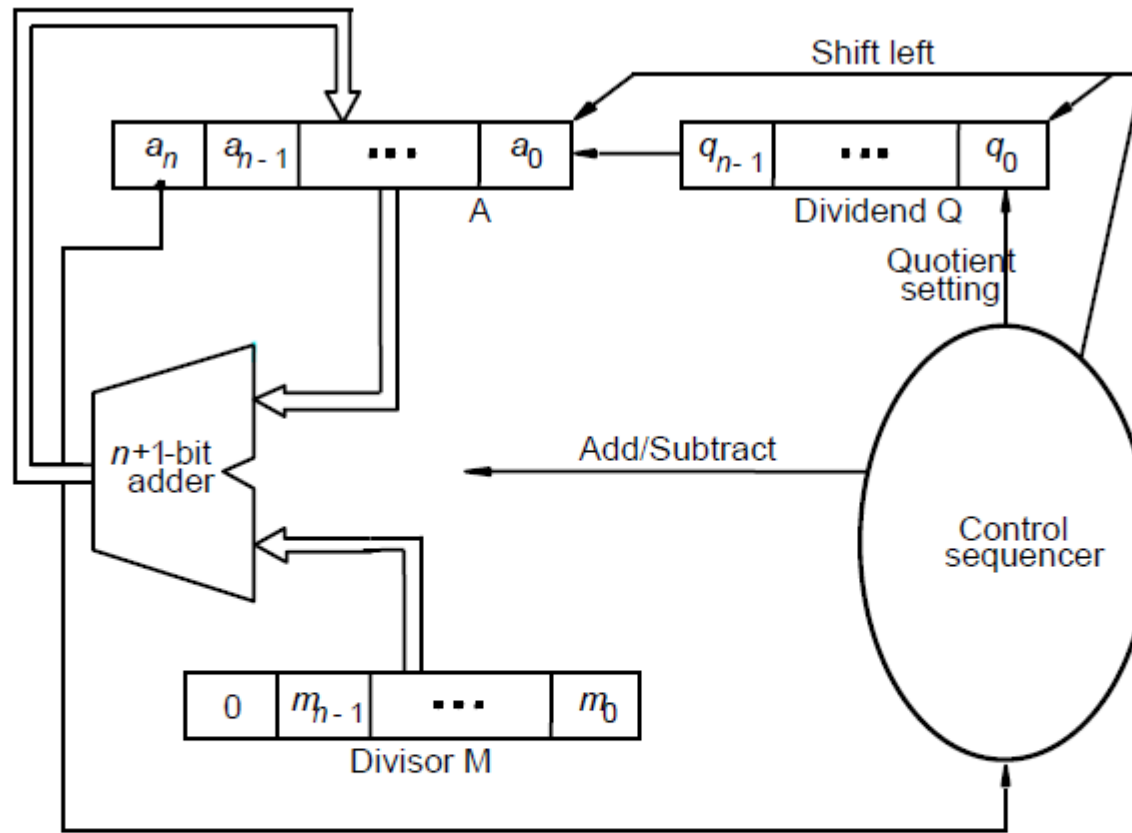 Shift left
aₙ aₙ₋₁ ... a₀
qₙ₋₁ ... q₀
A
Dividend Q
Quotient
setting
n+1-bit
adder
Add/Subtract
Control
sequencer
0 mₙ₋₁ ... m₀
Divisor M